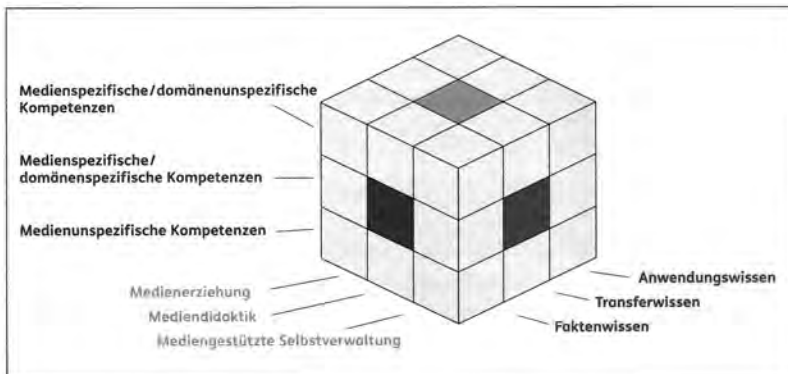 Medienspezifische/domänenunspezifische
Kompetenzen
Medienspezifische/
domänenspezifische Kompetenzen
Medienunspezifische Kompetenzen
Medienerziehung
Mediendidaktik
Mediengestützte Selbstverwaltung
Anwendungswissen
Transferwissen
Faktenwissen